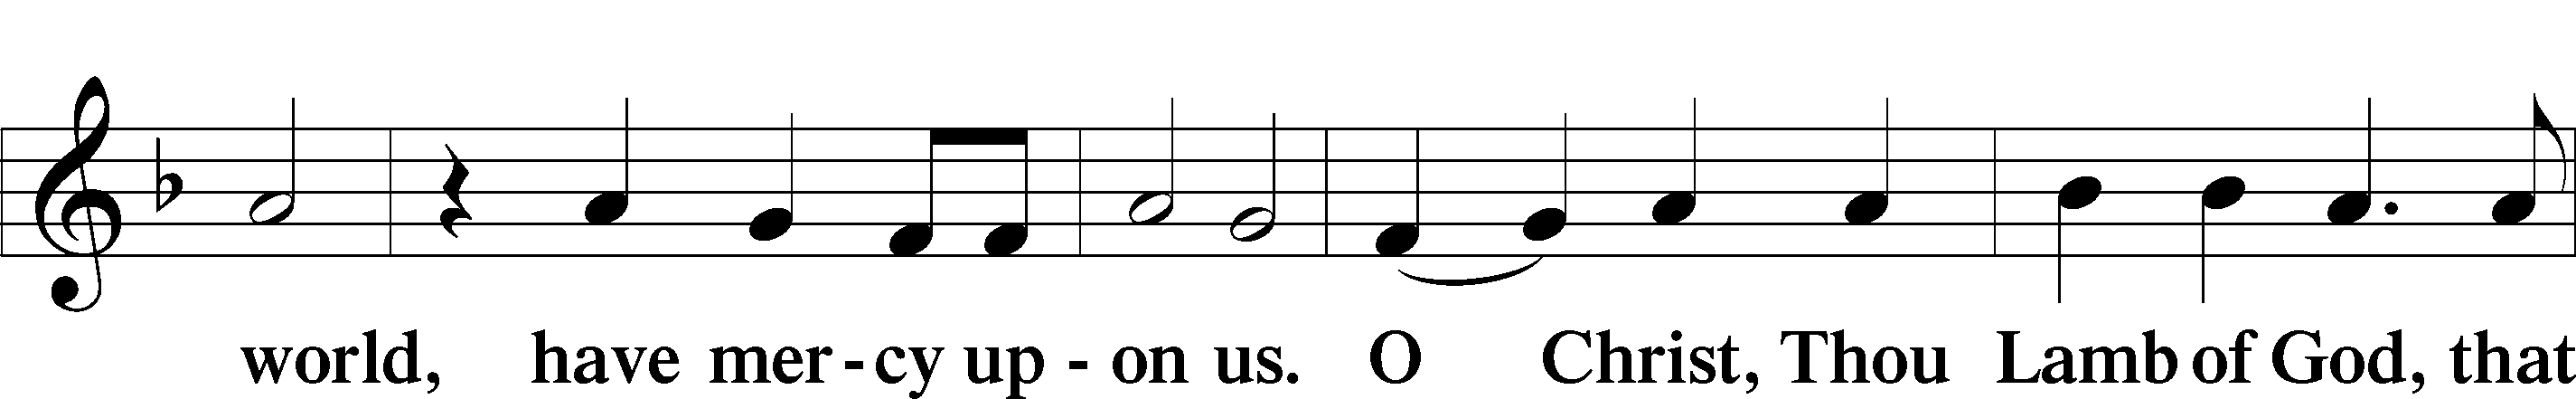 world, have mer-cy up-on us. O Christ, Thou Lamb of God, that